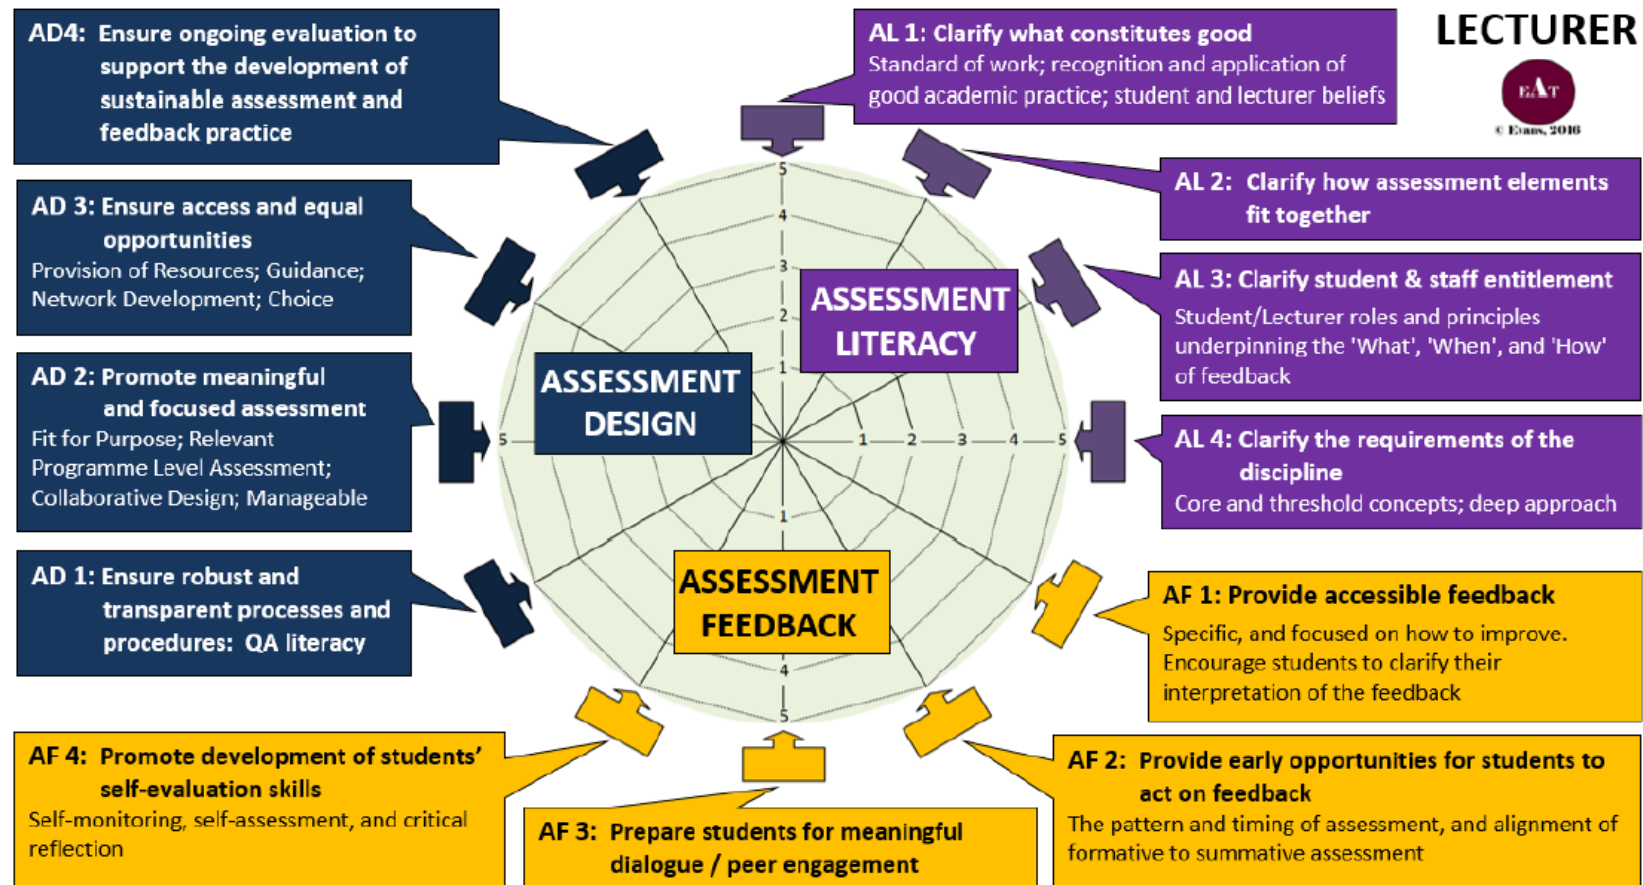 LECTURER
EAT
© Evans, 2016
AL 1: Clarify what constitutes good
Standard of work; recognition and application of
good academic practice; student and lecturer beliefs
AL 2: Clarify how assessment elements
fit together
AL 3: Clarify student & staff entitlement
Student/Lecturer roles and principles
underpinning the 'What', 'When', and 'How'
of feedback
AL 4: Clarify the requirements of the
discipline
Core and threshold concepts; deep approach
AF 1: Provide accessible feedback
Specific, and focused on how to improve.
Encourage students to clarify their
interpretation of the feedback
AF 2: Provide early opportunities for students to
act on feedback
The pattern and timing of assessment, and alignment of
formative to summative assessment
AF 3: Prepare students for meaningful
dialogue / peer engagement
AF 4: Promote development of students’
self-evaluation skills
Self-monitoring, self-assessment, and critical
reflection
AD 1: Ensure robust and
transparent processes and
procedures: QA literacy
AD 2: Promote meaningful
and focused assessment
Fit for Purpose; Relevant
Programme Level Assessment;
Collaborative Design; Manageable
AD 3: Ensure access and equal
opportunities
Provision of Resources; Guidance;
Network Development; Choice
AD4: Ensure ongoing evaluation to
support the development of
sustainable assessment and
feedback practice
ASSESSMENT
LITERACY
ASSESSMENT
DESIGN
ASSESSMENT
FEEDBACK
5
4
3
2
1
5
1 2 3 4 5
1
4
5